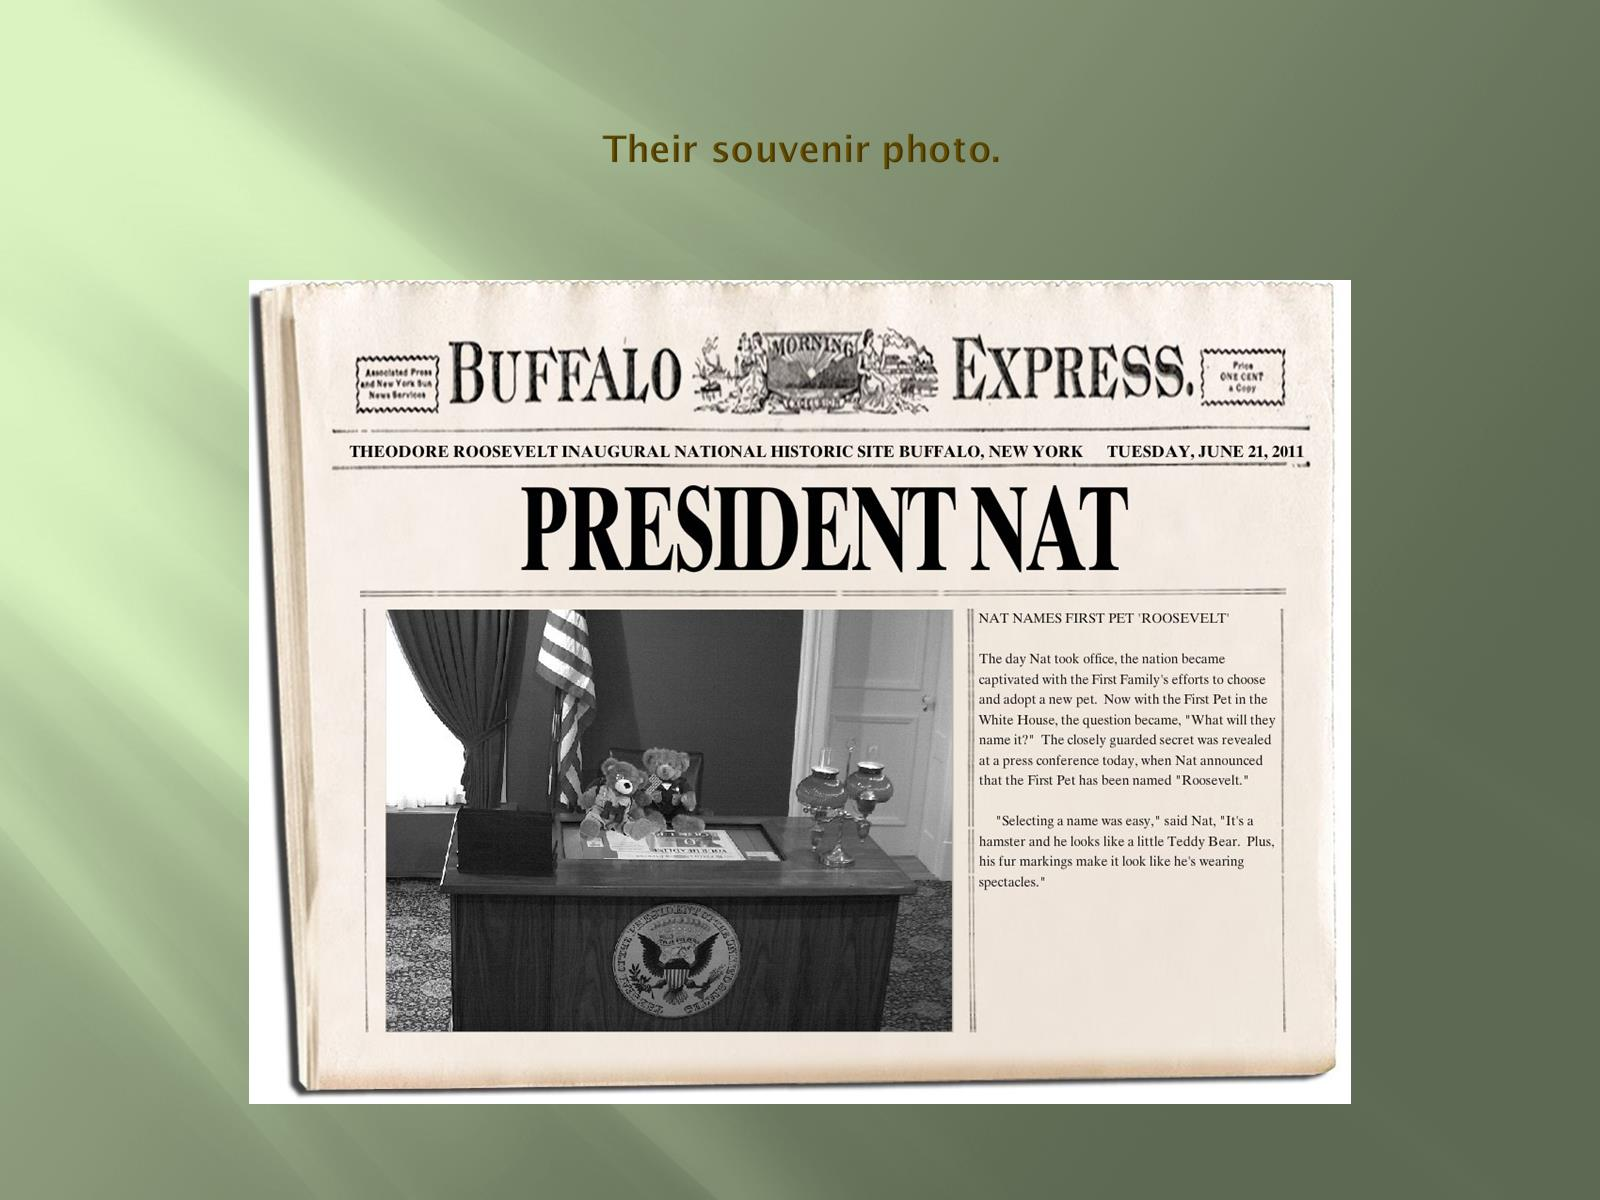 Their souvenir photo.
Associated Press
and New York Sun
News Services
BUFFALO
MORNING
EXPRESS.
Price
ONE CENT
a Copy
THEODORE ROOSEVELT INAUGURAL NATIONAL HISTORIC SITE BUFFALO, NEW YORK TUESDAY, JUNE 21, 2011
PRESIDENT NAT
NAT NAMES FIRST PET 'ROOSEVELT'
The day Nat took office, the nation became
captivated with the First Family's efforts to choose
and adopt a new pet. Now with the First Pet in the
White House, the question became, "What will they
name it?" The closely guarded secret was revealed
at a press conference today, when Nat announced
that the First Pet has been named "Roosevelt."
"Selecting a name was easy," said Nat, "It's a
hamster and he looks like a little Teddy Bear. Plus,
his fur markings make it look like he's wearing
spectacles."